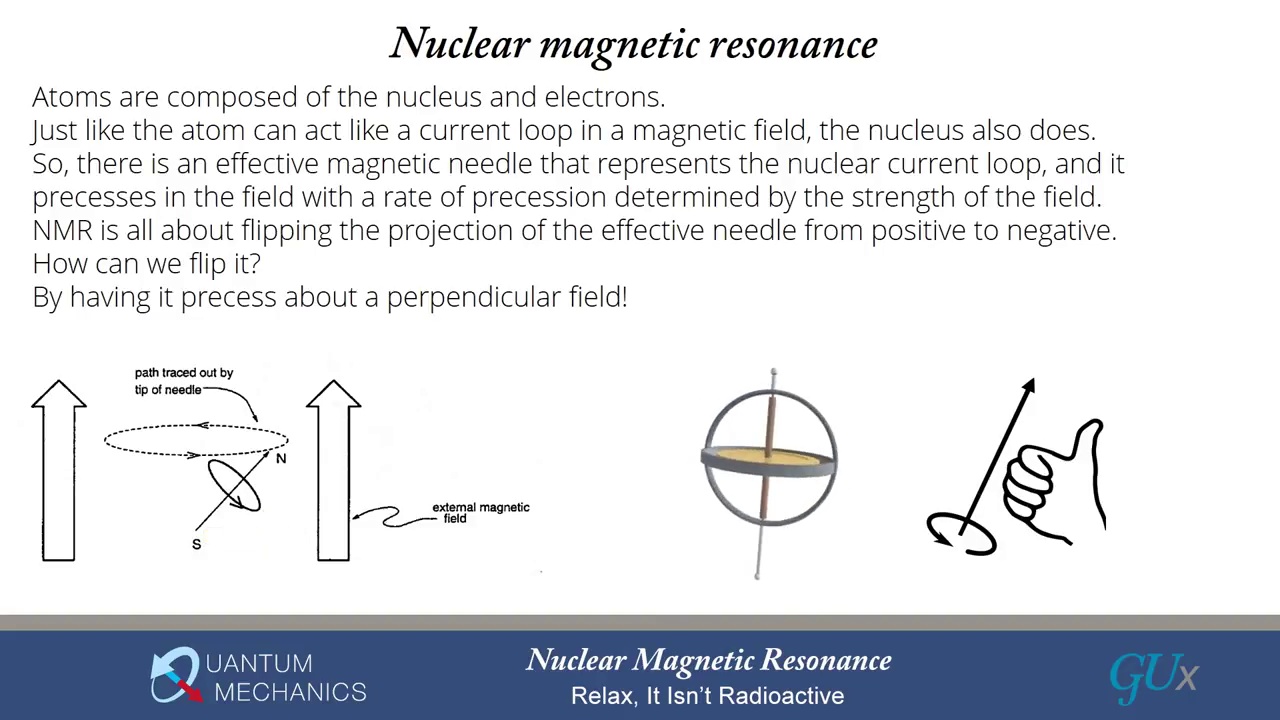 Nuclear magnetic resonance
Atoms are composed of the nucleus and electrons.
Just like the atom can act like a current loop in a magnetic field, the nucleus also does.
So, there is an effective magnetic needle that represents the nuclear current loop, and it
precesses in the field with a rate of precession determined by the strength of the field.
NMR is all about flipping the projection of the effective needle from positive to negative.
How can we flip it?
By having it precess about a perpendicular field!
path traced out by
tip of needle
N
S
external magnetic
field
QUANTUM
MECHANICS
Nuclear Magnetic Resonance
Relax, It Isn't Radioactive
GUx